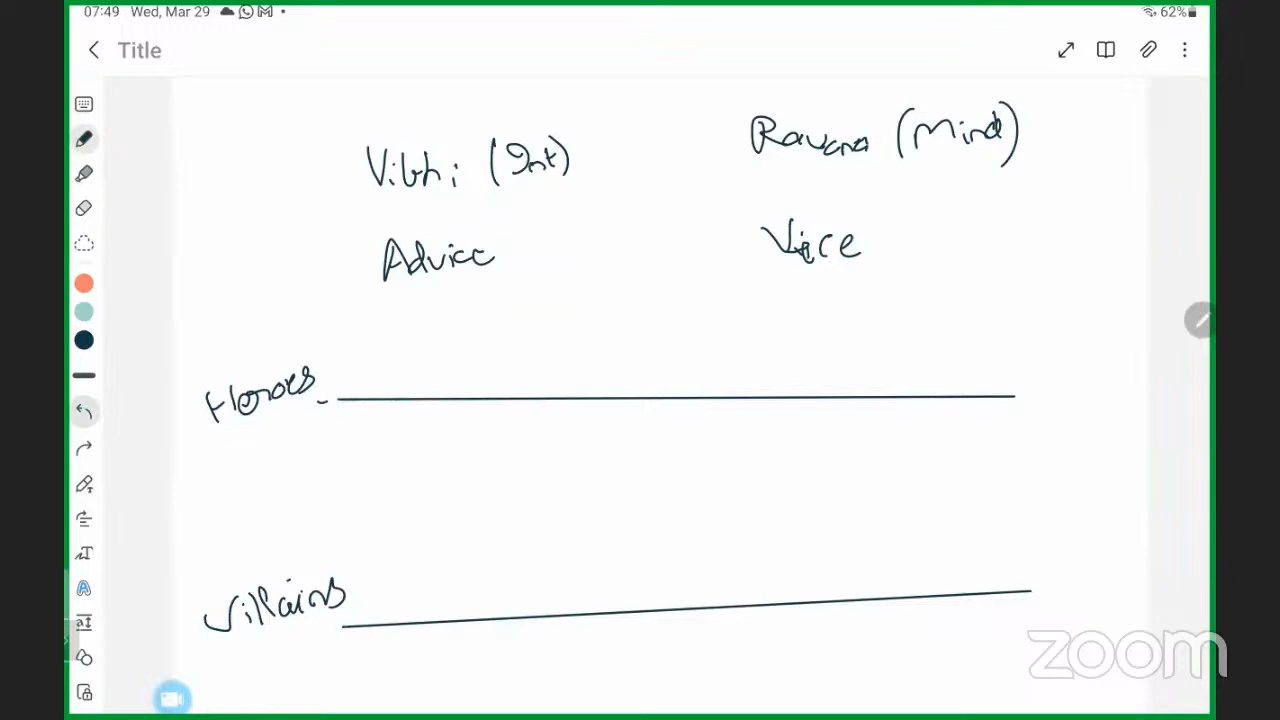 07:49 Wed, Mar 29
62%
Title
Vibhi (Int)
Ravana (Mind)
Advice
Vice
Heroes
Villains
zoom